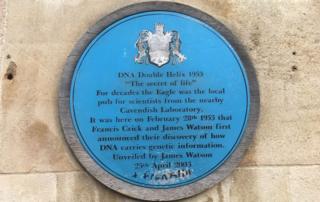 DNA Double Helix 1953
"The secret of life"
For decades the Eagle was the local
pub for scientists from the nearby
Cavendish Laboratory.
It was here on February 28th 1953 that
Francis Crick and James Watson first
announced their discovery of how
DNA carries genetic information.
Unveiled by James Watson
25th April 2003